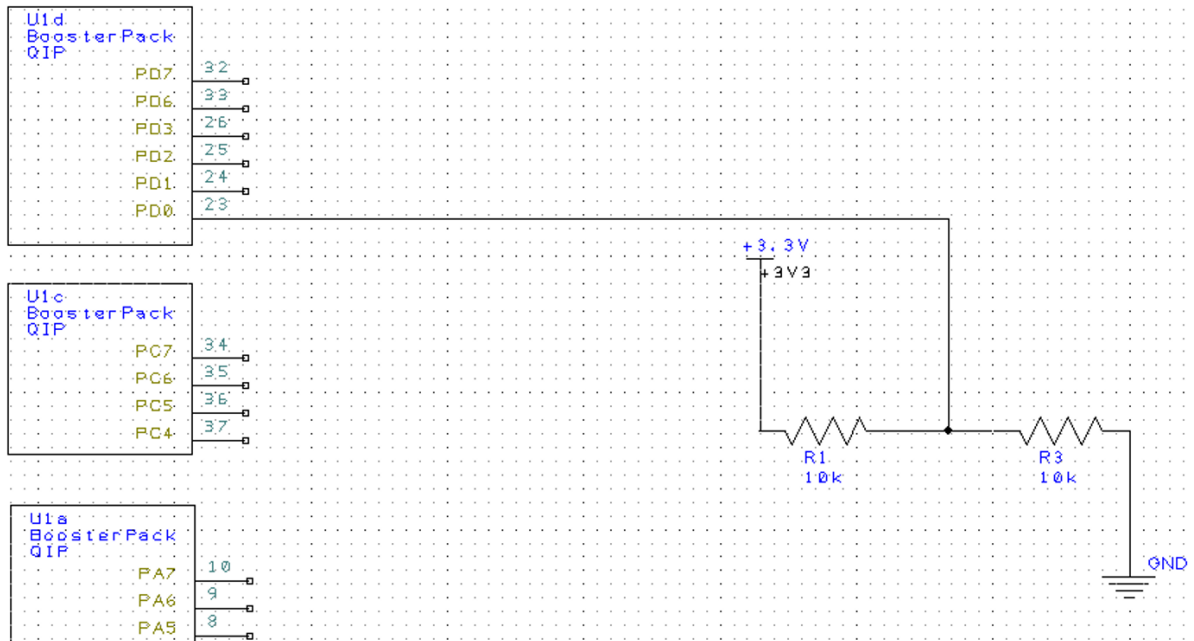 U1d
BoosterPack
QIP
PD7 32
PD6 33
PD3 26
PD2 25
PD1 24
PD0 23
+3.3V
+3V3
U1c
BoosterPack
QIP
PC7 34
PC6 35
PC5 36
PC4 37
R1
10k
R3
10k
U1a
BoosterPack
QIP
PA7 10
PA6 9
PA5 8
GND